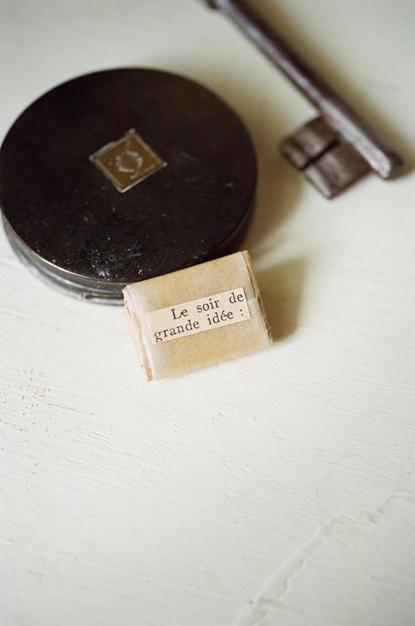 Le soir de
grande idée :